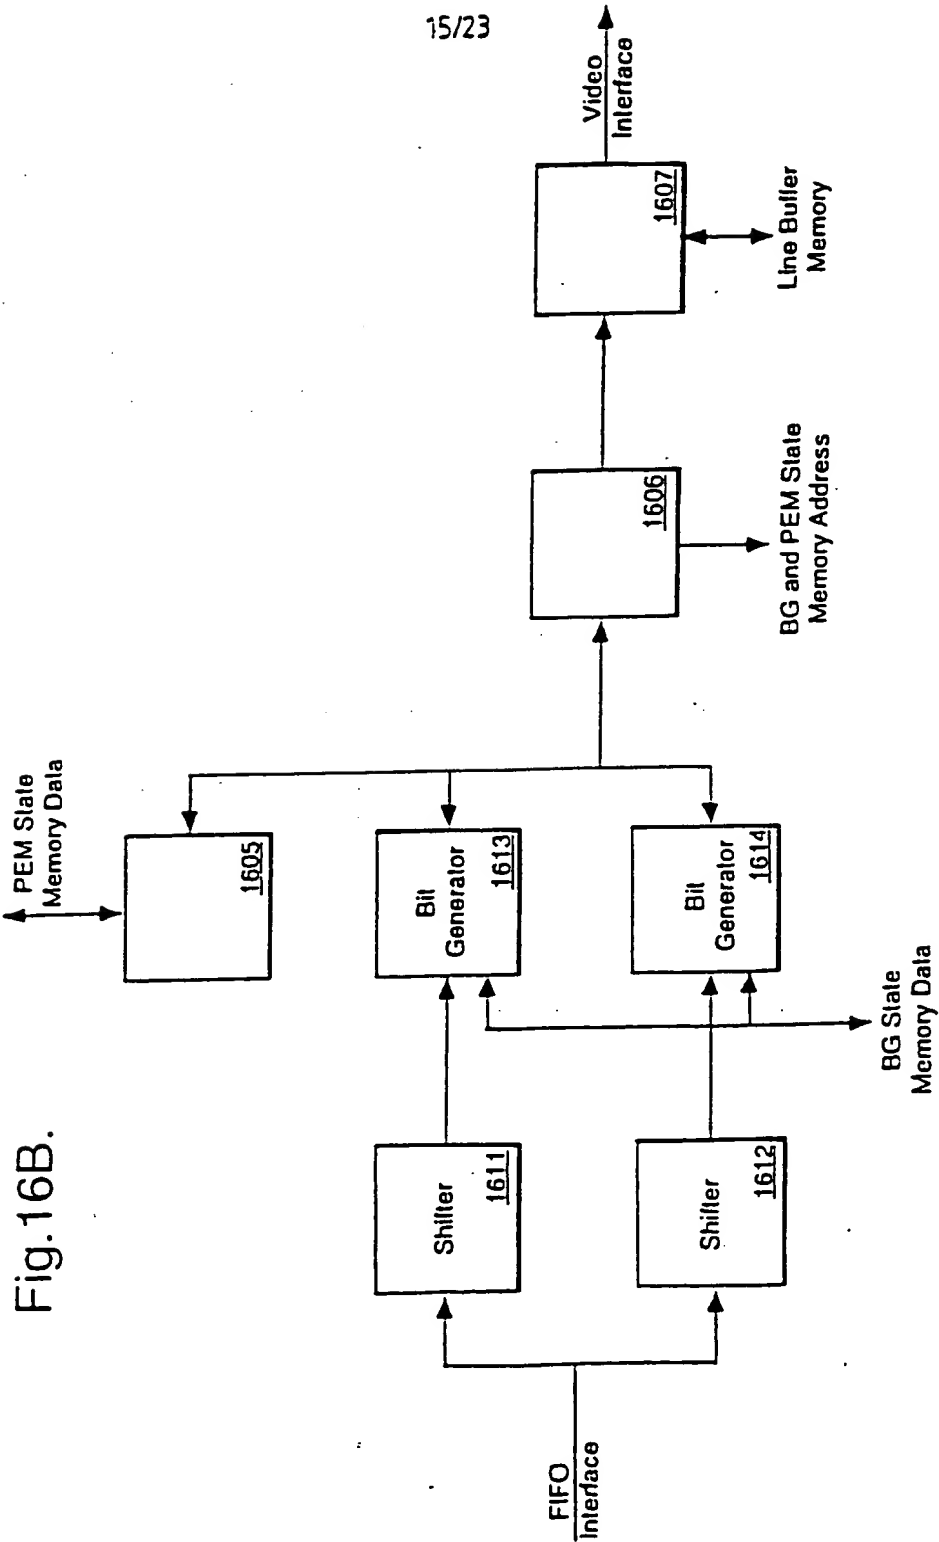 15/23
Fig.16B.
PEM State
Memory Data
1605
Bit
Generator
1613
Bit
Generator
1614
Shifter
1611
Shifter
1612
FIFO
Interface
BG State
Memory Data
1606
BG and PEM State
Memory Address
1607
Video
Interface
Line Buffer
Memory